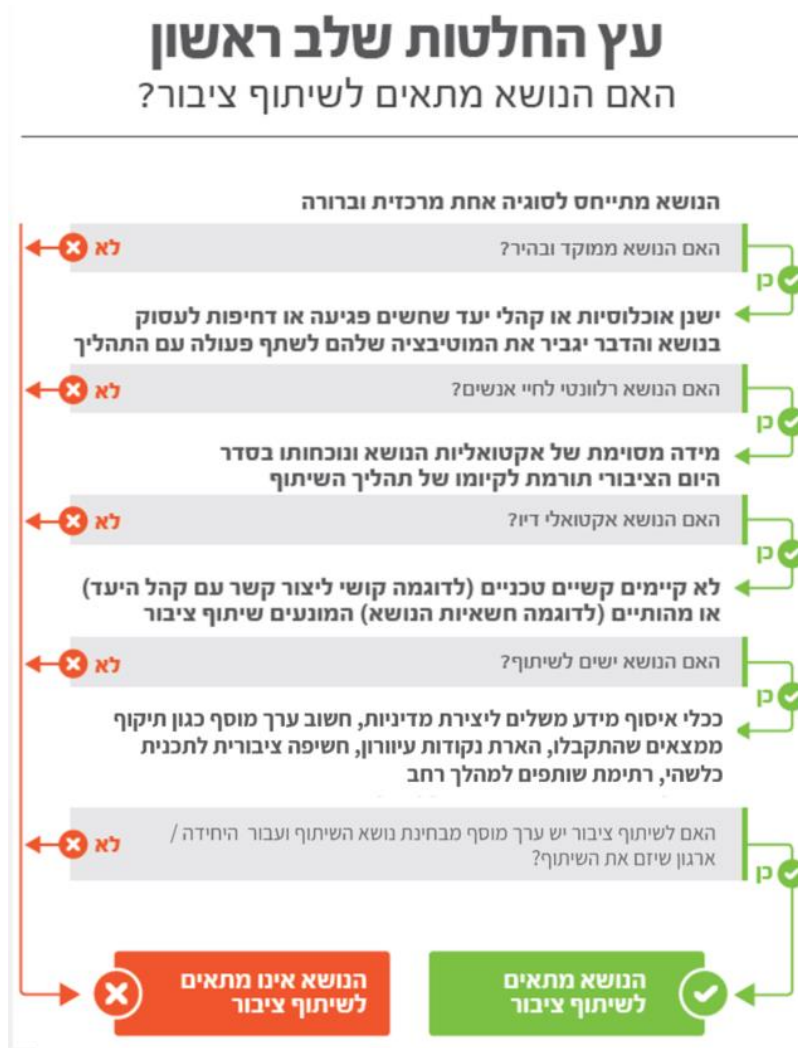 עץ החלטות שלב ראשון
האם הנושא מתאים לשיתוף ציבור?
הנושא מתייחס לסוגיה אחת מרכזית וברורה
האם הנושא ממוקד ובהיר?
לא
כן
ישנן אוכלוסיות או קהלי יעד שחשים פגיעה או דחיפות לעסוק
בנושא והדבר יגביר את המוטיבציה שלהם לשתף פעולה עם התהליך
האם הנושא רלוונטי לחיי אנשים?
לא
כן
מידה מסוימת של אקטואליות הנושא ונוכחותו בסדר
היום הציבורי תורמת לקיומו של תהליך השיתוף
האם הנושא אקטואלי דיו?
לא
כן
לא קיימים קשיים טכניים (לדוגמה קושי ליצור קשר עם קהל היעד)
או מהותיים (לדוגמה חשאיות הנושא) המונעים שיתוף ציבור
האם הנושא ישים לשיתוף?
לא
כן
ככלי איסוף מידע משלים ליצירת מדיניות, חשוב ערך מוסף כגון תיקוף
ממצאים שהתקבלו, הארת נקודות עיוורון, חשיפה ציבורית לתכנית
כלשהי, רתימת שותפים למהלך רחב
האם לשיתוף ציבור יש ערך מוסף מבחינת נושא השיתוף ועבור היחידה /
ארגון שיזם את השיתוף?
לא
כן
הנושא מתאים
לשיתוף ציבור
הנושא אינו מתאים
לשיתוף ציבור